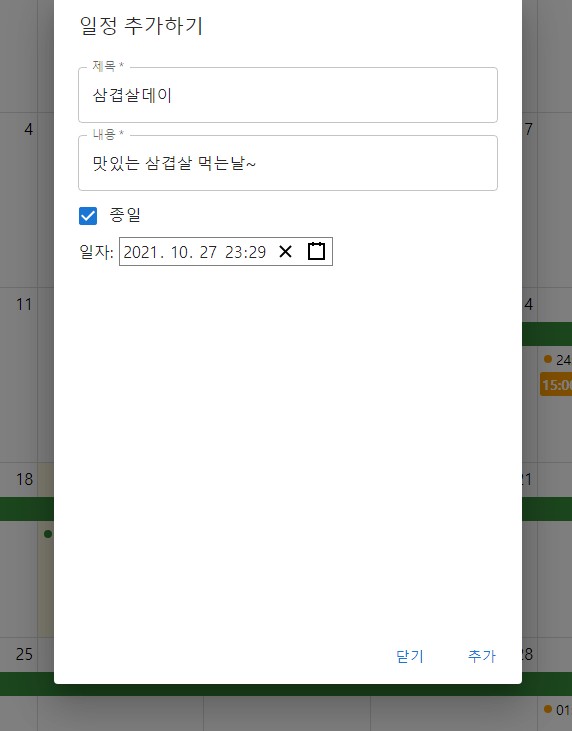 일정 추가하기
제목 *
삼겹살데이
4
내용 *
7
맛있는 삼겹살 먹는날~
종일
일자: 2021. 10. 27 23:29
11
4
24
15:00
18
21
25
닫기
추가
28
01